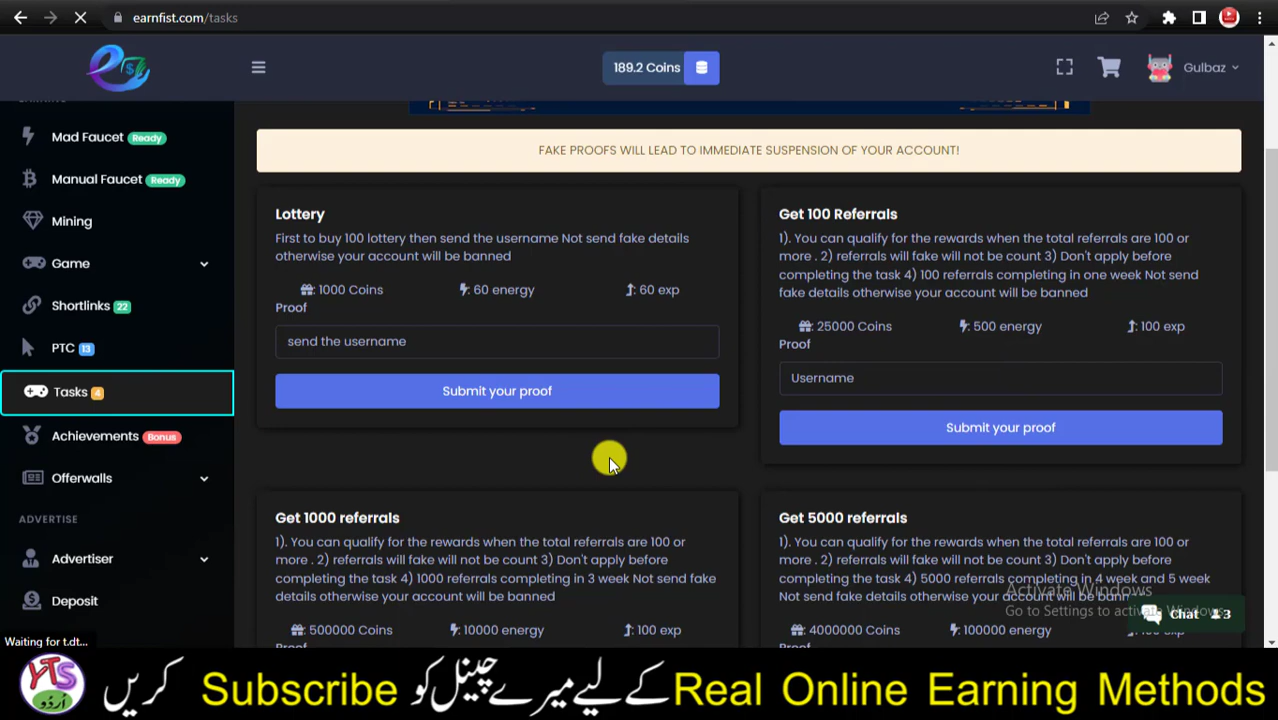 earnfist.com/tasks
189.2 Coins
Gulbaz
Mad Faucet Ready
Manual Faucet Ready
Mining
Game
Shortlinks 22
PTC 13
Tasks 4
Achievements Bonus
Offerwalls
ADVERTISE
Advertiser
Deposit
FAKE PROOFS WILL LEAD TO IMMEDIATE SUSPENSION OF YOUR ACCOUNT!
Lottery
First to buy 100 lottery then send the username Not send fake details
otherwise your account will be banned
1000 Coins 60 energy 60 exp
Proof
send the username
Submit your proof
Get 100 Referrals
1). You can qualify for the rewards when the total referrals are 100 or
more . 2) referrals will fake will not be count 3) Don't apply before
completing the task 4) 100 referrals completing in one week Not send
fake details otherwise your account will be banned
25000 Coins 500 energy 100 exp
Proof
Username
Submit your proof
Get 1000 referrals
1). You can qualify for the rewards when the total referrals are 100 or
more . 2) referrals will fake will not be count 3) Don't apply before
completing the task 4) 1000 referrals completing in 3 week Not send fake
details otherwise your account will be banned
500000 Coins 10000 energy 100 exp
Get 5000 referrals
1). You can qualify for the rewards when the total referrals are 100 or
more . 2) referrals will fake will not be count 3) Don't apply before
completing the task 4) 5000 referrals completing in 4 week and 5 week
Not send fake details otherwise your account will be
4000000 Coins 100000 energy
Activate Windows
Go to Settings to activate Windows.
Chat 3
Waiting for t.dt...
YTS
اُردُو
Real Online Earning Methods کے لیے میرے چینل کو Subscribe کریں